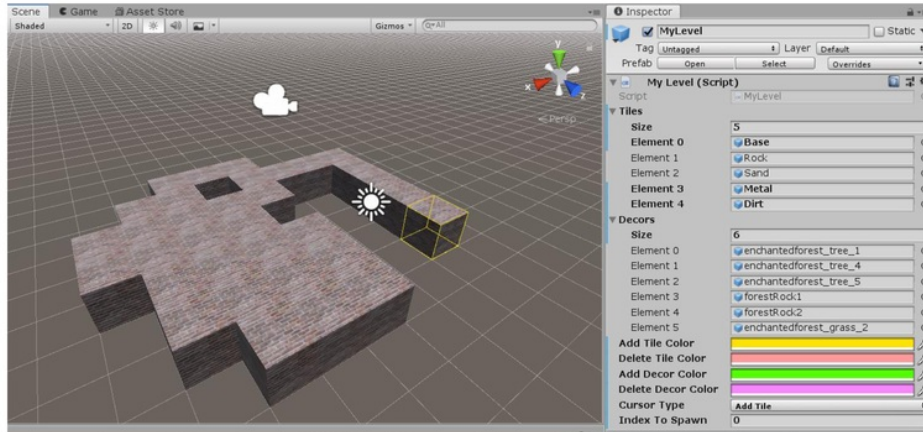 Scene Game Asset Store
Shaded 2D Gizmos All
y
x
z
Persp
Inspector
MyLevel Static
Tag Untagged Layer Default
Prefab Open Select Overrides
My Level (Script)
Script MyLevel
Tiles
Size 5
Element 0 Base
Element 1 Rock
Element 2 Sand
Element 3 Metal
Element 4 Dirt
Decors
Size 6
Element 0 enchantedforest_tree_1
Element 1 enchantedforest_tree_4
Element 2 enchantedforest_tree_5
Element 3 forestRock1
Element 4 forestRock2
Element 5 enchantedforest_grass_2
Add Tile Color
Delete Tile Color
Add Decor Color
Delete Decor Color
Cursor Type Add Tile
Index To Spawn 0